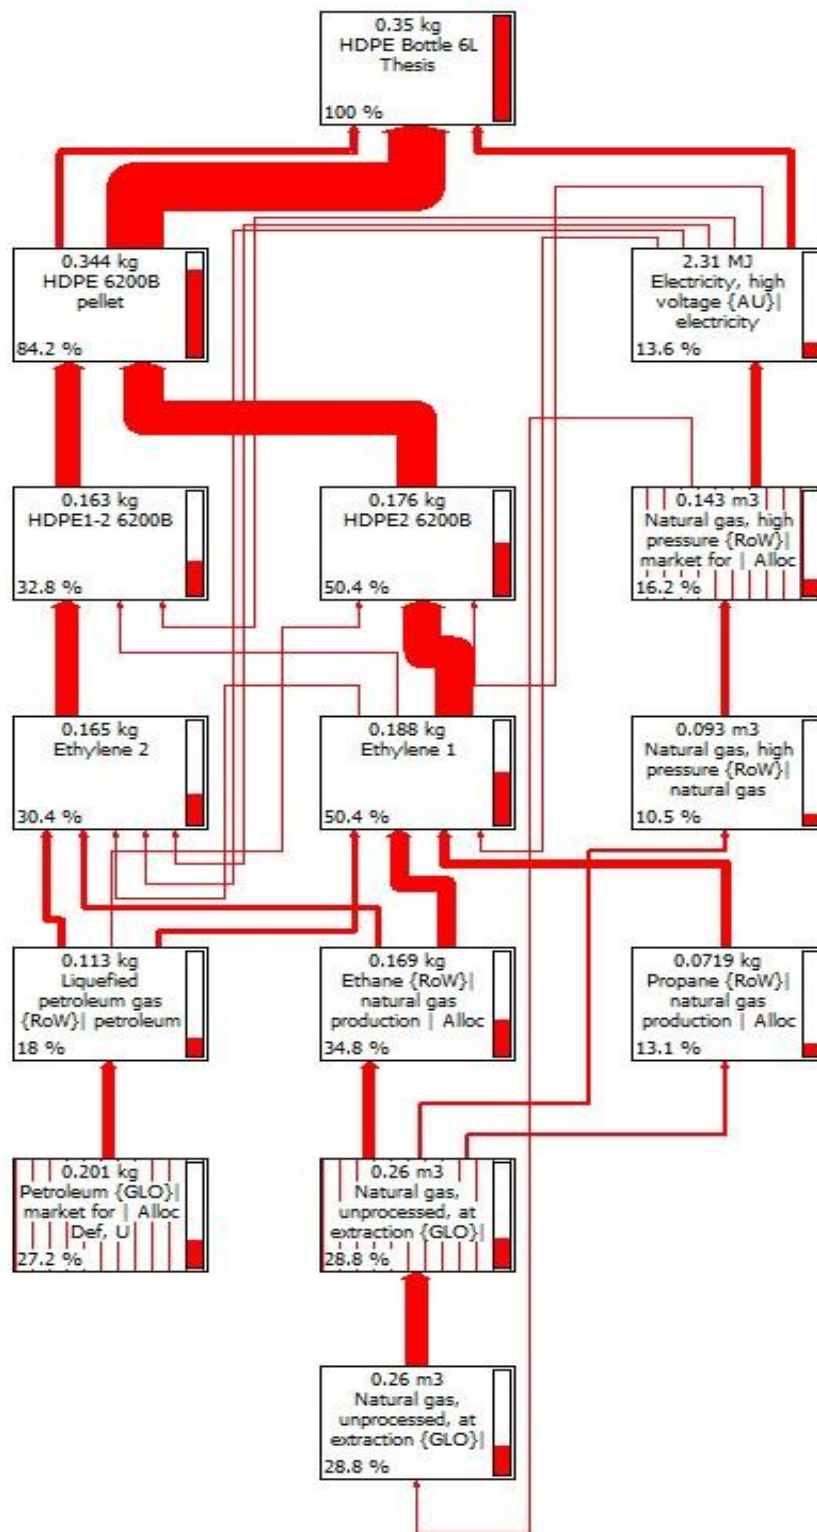 0.35 kg
HDPE Bottle 6L
Thesis
100 %
0.344 kg
HDPE 6200B
pellet
84.2 %
2.31 MJ
Electricity, high
voltage {AU}|
electricity
13.6 %
0.163 kg
HDPE1-2 6200B
32.8 %
0.176 kg
HDPE2 6200B
50.4 %
0.143 m3
Natural gas, high
pressure {RoW}|
market for | Alloc
16.2 %
0.165 kg
Ethylene 2
30.4 %
0.188 kg
Ethylene 1
50.4 %
0.093 m3
Natural gas, high
pressure {RoW}|
natural gas
10.5 %
0.113 kg
Liquefied
petroleum gas
{RoW}| petroleum
18 %
0.169 kg
Ethane {RoW}|
natural gas
production | Alloc
34.8 %
0.0719 kg
Propane {RoW}|
natural gas
production | Alloc
13.1 %
0.201 kg
Petroleum {GLO}|
market for | Alloc
Def, U
27.2 %
0.26 m3
Natural gas,
unprocessed, at
extraction {GLO}|
28.8 %
0.26 m3
Natural gas,
unprocessed, at
extraction {GLO}|
28.8 %